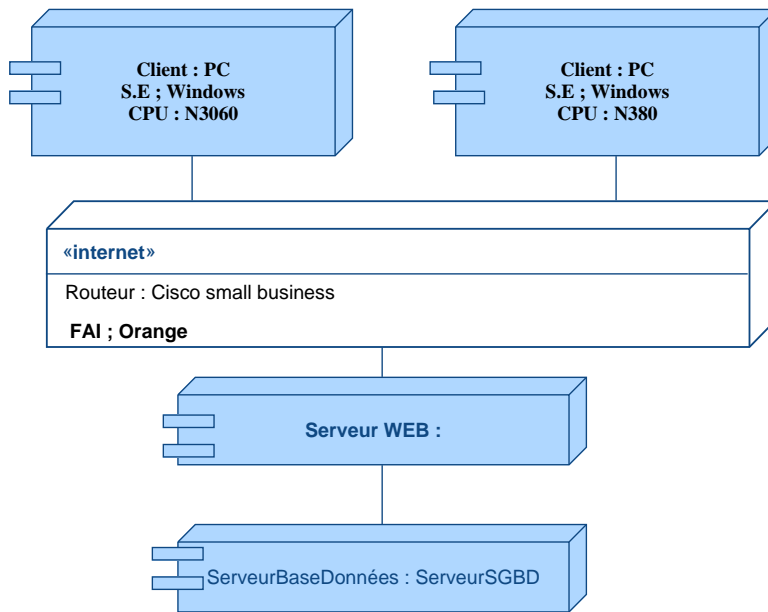 Client : PC
S.E ; Windows
CPU : N3060
Client : PC
S.E ; Windows
CPU : N380
«internet»
Routeur : Cisco small business
FAI ; Orange
Serveur WEB :
ServeurBaseDonnées : ServeurSGBD